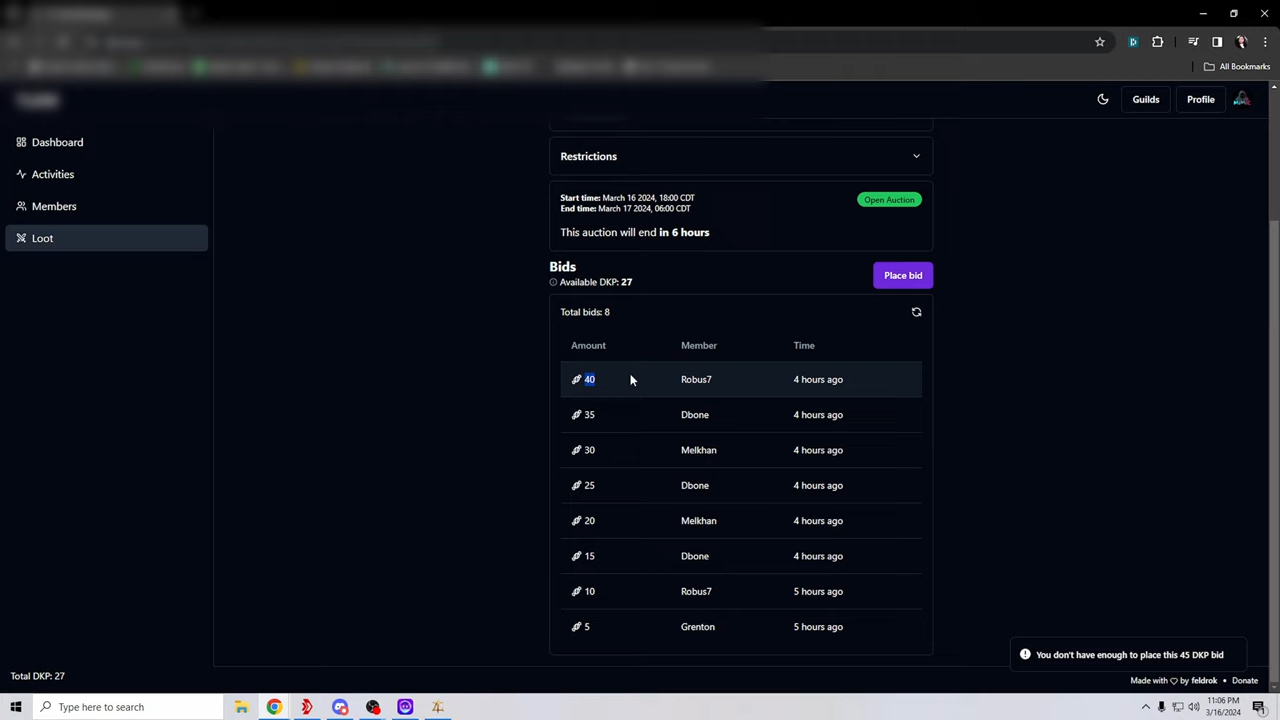 All Bookmarks
Guilds
Profile
Dashboard
Activities
Members
Loot
Restrictions
Start time: March 16 2024, 18:00 CDT
End time: March 17 2024, 06:00 CDT
Open Auction
This auction will end in 6 hours
Bids
Available DKP: 27
Place bid
Total bids: 8
Amount Member Time
40 Robus7 4 hours ago
35 Dbone 4 hours ago
30 Melkhan 4 hours ago
25 Dbone 4 hours ago
20 Melkhan 4 hours ago
15 Dbone 4 hours ago
10 Robus7 5 hours ago
5 Grenton 5 hours ago
You don't have enough to place this 45 DKP bid
Total DKP: 27
Made with ♡ by feldrok • Donate
Type here to search
11:06 PM
3/16/2024
1